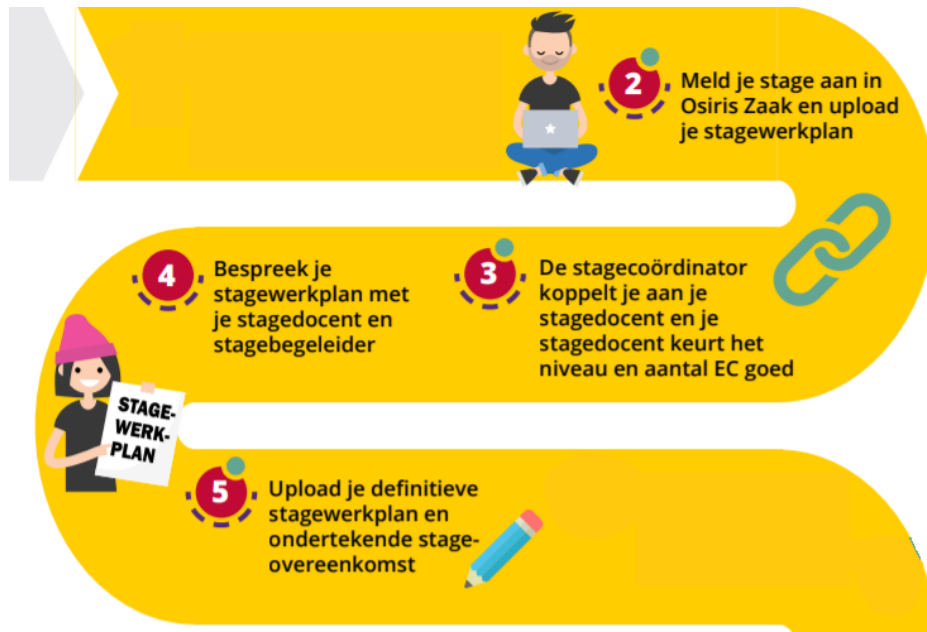 2
Meld je stage aan in
Osiris Zaak en upload
je stagewerkplan
3
De stagecoördinator
koppelt je aan je
stagedocent en je
stagedocent keurt het
niveau en aantal EC goed
4
Bespreek je
stagewerkplan met
je stagedocent en
stagebegeleider
STAGE-
WERK-
PLAN
5
Upload je definitieve
stagewerkplan en
ondertekende stage-
overeenkomst